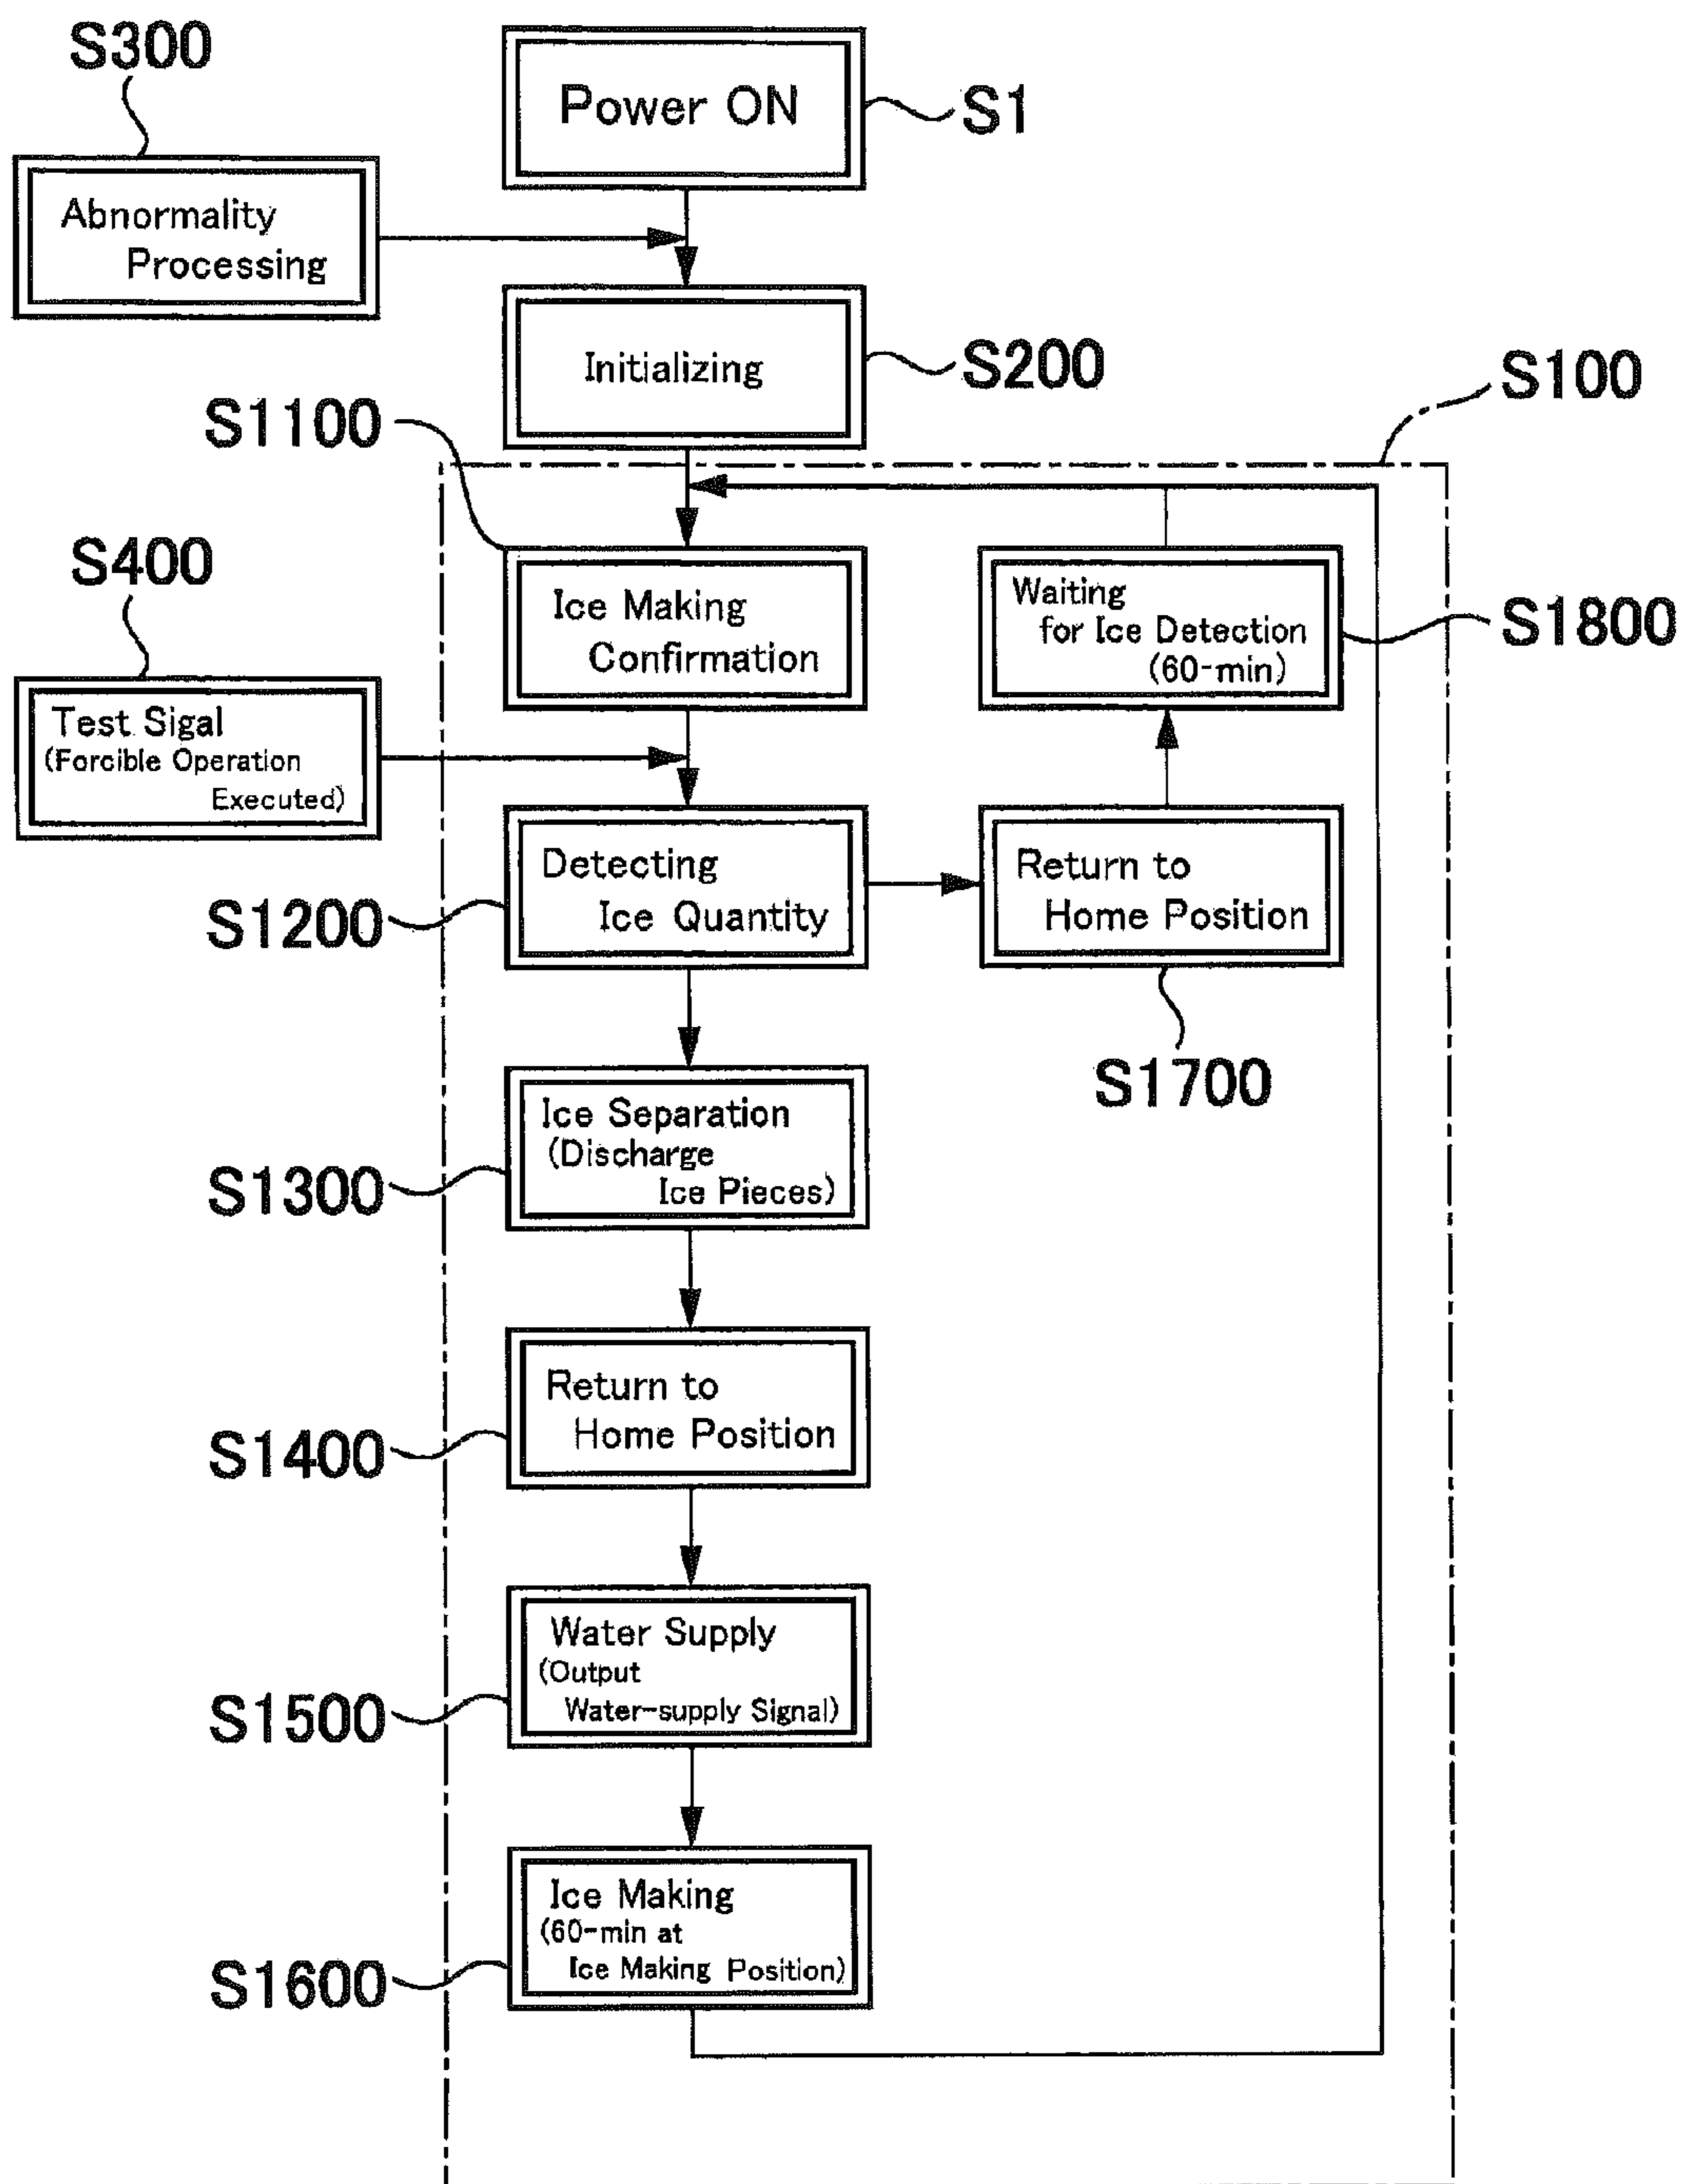 S300
Power ON
S1
Abnormality
Processing
Initializing
S200
S100
S1100
S400
Ice Making
Confirmation
Waiting
for Ice Detection
(60-min)
S1800
Test Sigal
(Forcible Operation
Executed)
Detecting
Ice Quantity
S1200
Return to
Home Position
S1700
Ice Separation
(Discharge
Ice Pieces)
S1300
Return to
Home Position
S1400
Water Supply
(Output
Water-supply Signal)
S1500
Ice Making
(60-min at
Ice Making Position)
S1600